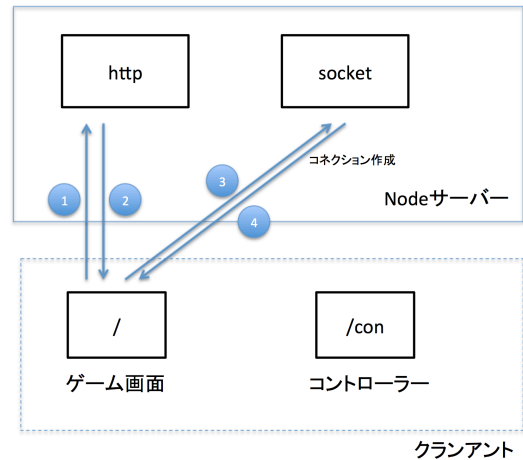 http
socket
コネクション作成
1
2
3
4
Nodeサーバー
/
/con
ゲーム画面
コントローラー
クランアント